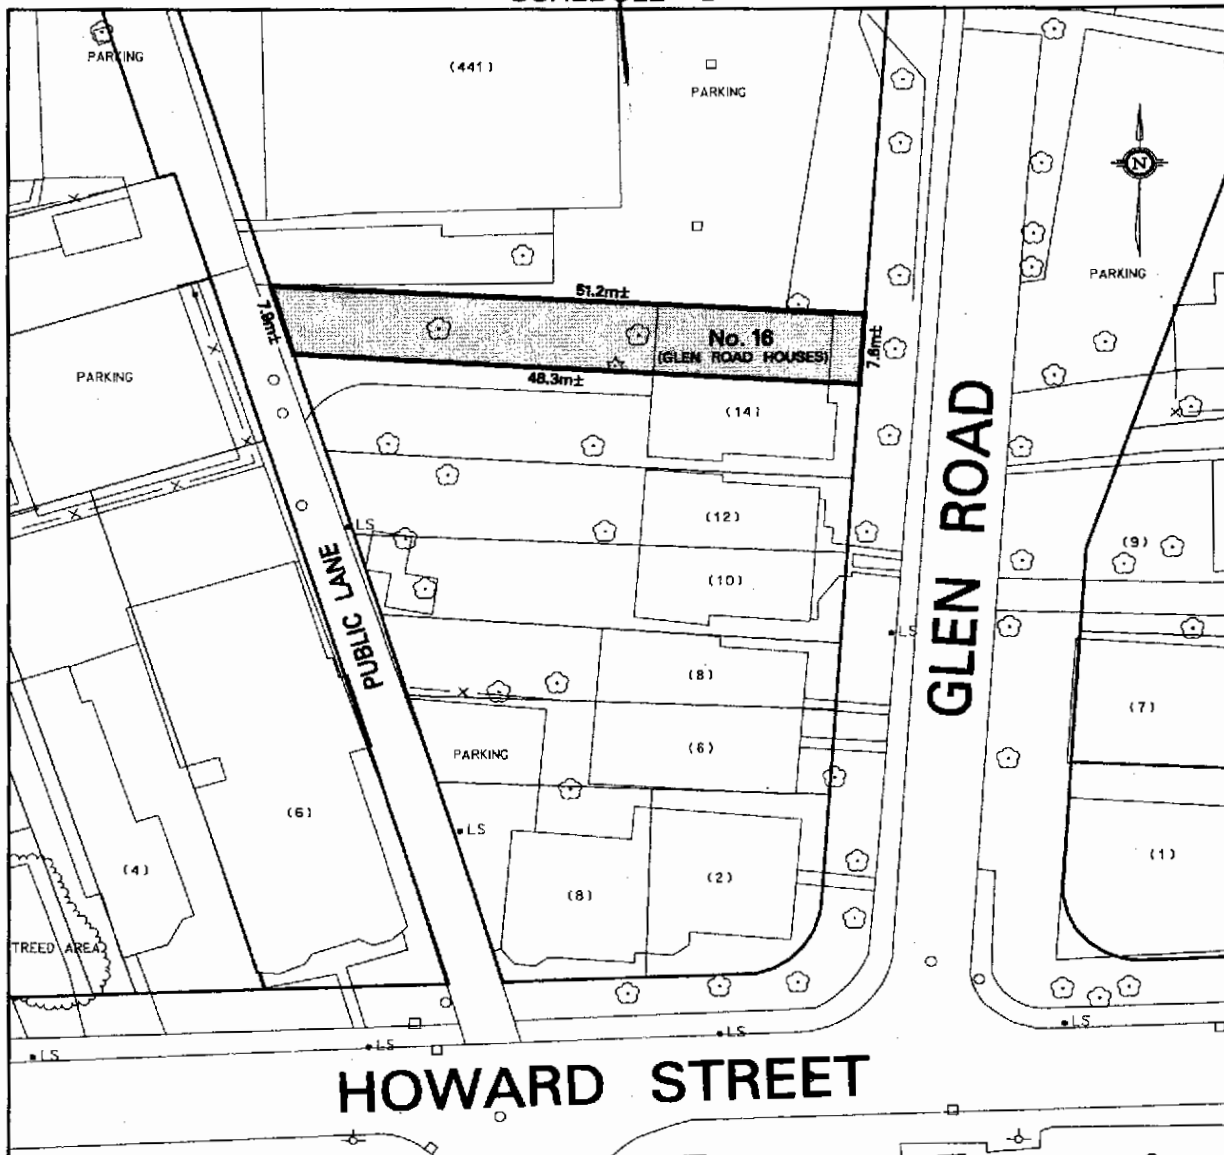 PARKING
(441)
PARKING
N
PARKING
51.2m±
7.8m±
No. 16
(GLEN ROAD HOUSES)
7.8m±
48.3m±
PARKING
(14)
GLEN ROAD
LS
(12)
(9)
(10)
PUBLIC LANE
LS
(8)
(7)
PARKING
(6)
(6)
LS
(4)
(2)
(1)
(8)
TREED AREA
LS
LS
LS
LS
HOWARD STREET